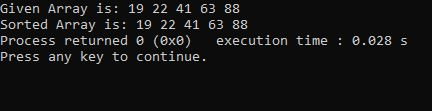 Given Array is: 19 22 41 63 88
Sorted Array is: 19 22 41 63 88
Process returned 0 (0x0)   execution time : 0.028 s
Press any key to continue.